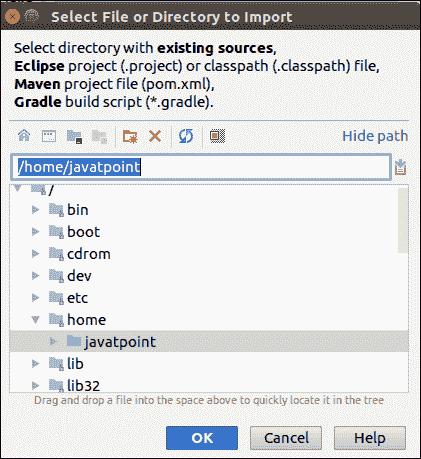 Select File or Directory to Import
Select directory with existing sources,
Eclipse project (.project) or classpath (.classpath) file,
Maven project file (pom.xml),
Gradle build script (*.gradle).
Hide path
/home/javatpoint
/
bin
boot
cdrom
dev
etc
home
javatpoint
lib
lib32
Drag and drop a file into the space above to quickly locate it in the tree
OK Cancel Help